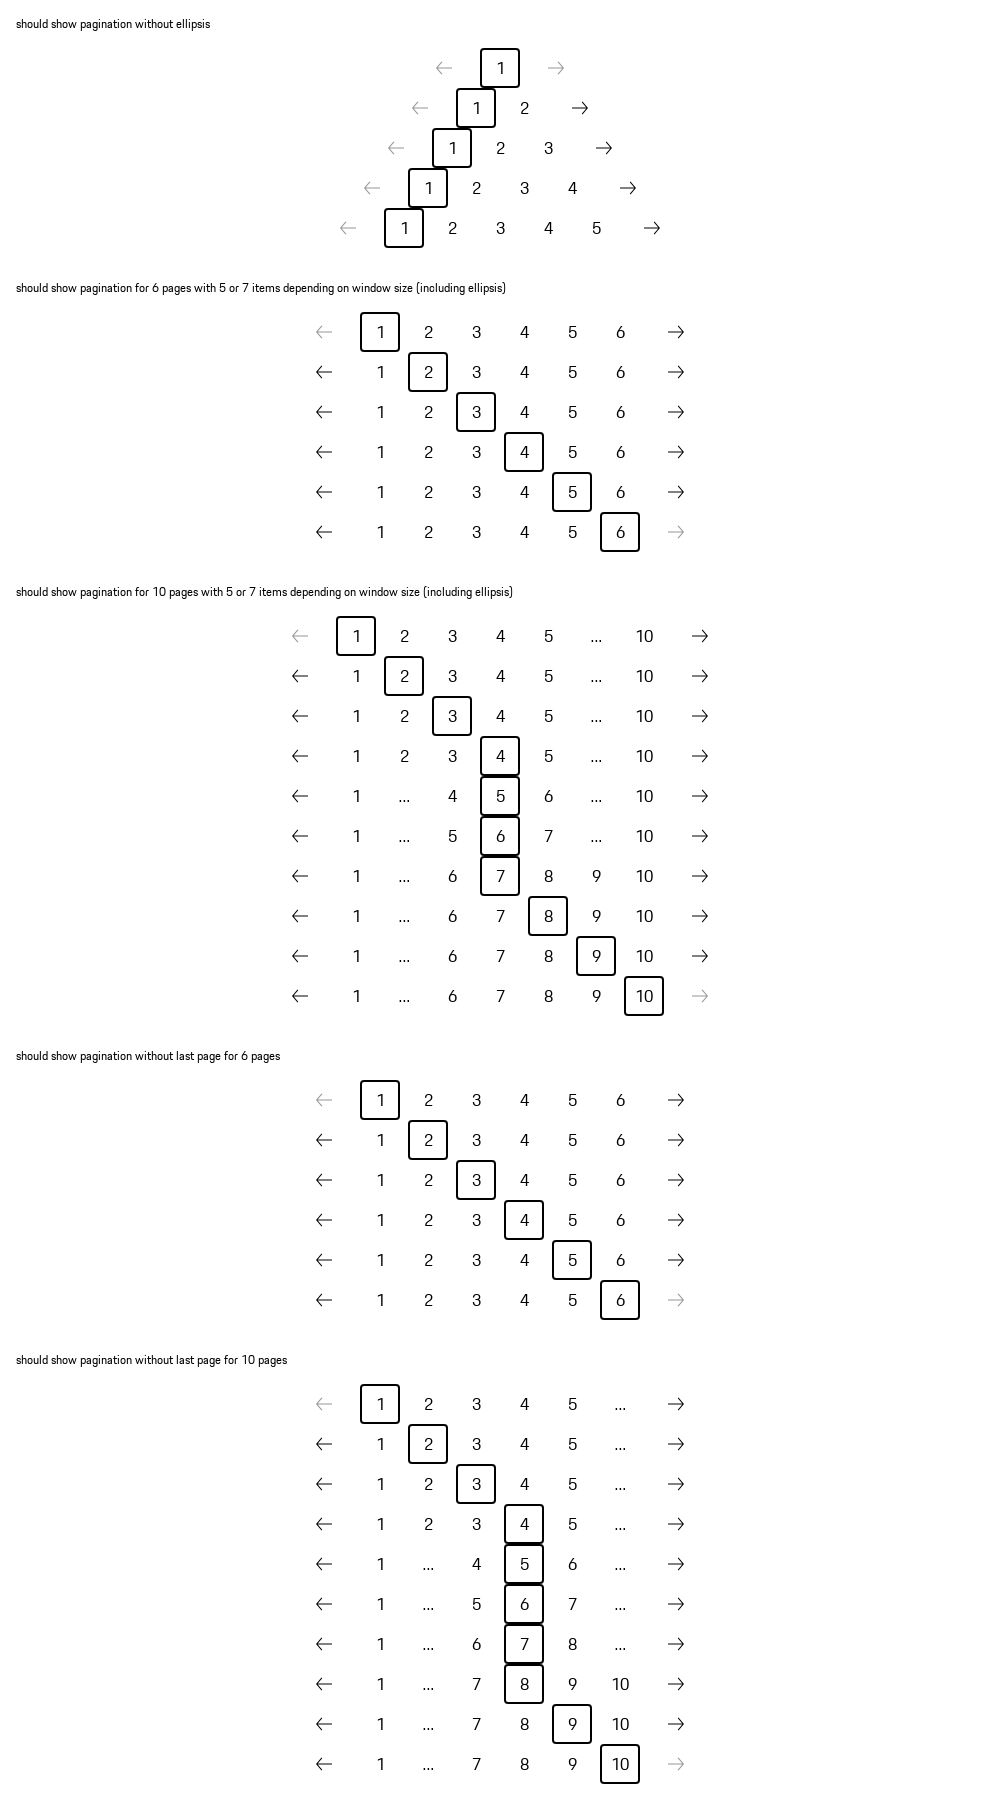 should show pagination without ellipsis
← 1 →
← 1 2 →
← 1 2 3 →
← 1 2 3 4 →
← 1 2 3 4 5 →
should show pagination for 6 pages with 5 or 7 items depending on window size (including ellipsis)
← 1 2 3 4 5 6 →
← 1 2 3 4 5 6 →
← 1 2 3 4 5 6 →
← 1 2 3 4 5 6 →
← 1 2 3 4 5 6 →
← 1 2 3 4 5 6 →
should show pagination for 10 pages with 5 or 7 items depending on window size (including ellipsis)
← 1 2 3 4 5 ... 10 →
← 1 2 3 4 5 ... 10 →
← 1 2 3 4 5 ... 10 →
← 1 2 3 4 5 ... 10 →
← 1 ... 4 5 6 ... 10 →
← 1 ... 5 6 7 ... 10 →
← 1 ... 6 7 8 9 10 →
← 1 ... 6 7 8 9 10 →
← 1 ... 6 7 8 9 10 →
← 1 ... 6 7 8 9 10 →
should show pagination without last page for 6 pages
← 1 2 3 4 5 6 →
← 1 2 3 4 5 6 →
← 1 2 3 4 5 6 →
← 1 2 3 4 5 6 →
← 1 2 3 4 5 6 →
← 1 2 3 4 5 6 →
should show pagination without last page for 10 pages
← 1 2 3 4 5 ... →
← 1 2 3 4 5 ... →
← 1 2 3 4 5 ... →
← 1 2 3 4 5 ... →
← 1 ... 4 5 6 ... →
← 1 ... 5 6 7 ... →
← 1 ... 6 7 8 ... →
← 1 ... 7 8 9 10 →
← 1 ... 7 8 9 10 →
← 1 ... 7 8 9 10 →